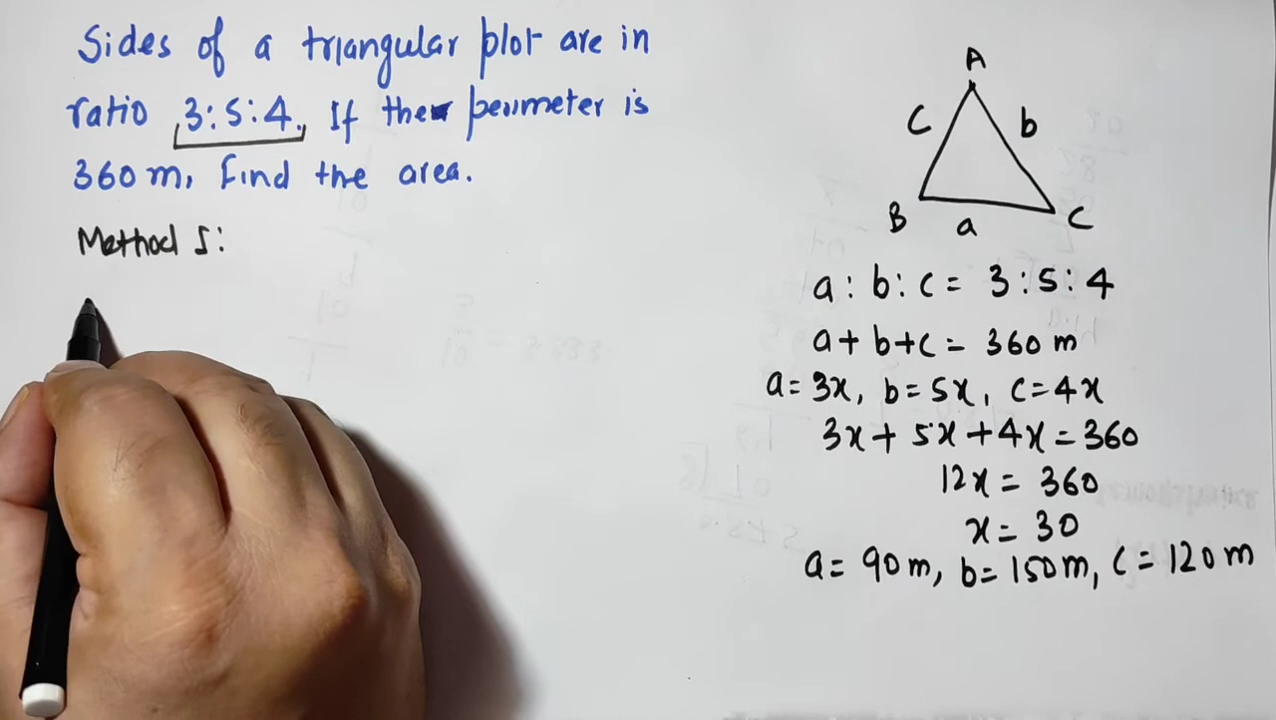 Sides of a triangular plot are in
ratio 3:5:4. If the perimeter is
360 m, find the area.
Method I:
A
c
b
B
a
C
a : b : c = 3 : 5 : 4
a + b + c = 360 m
a = 3x, b = 5x, c = 4x
3x + 5x + 4x = 360
12x = 360
x = 30
a = 90 m, b = 150 m, c = 120 m